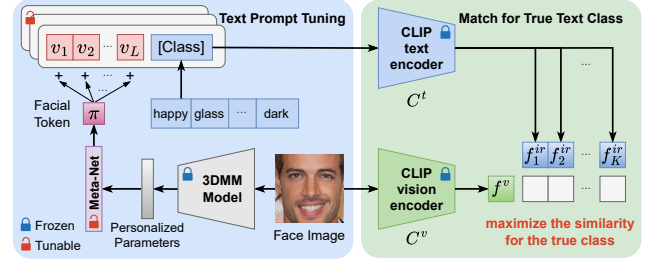 Text Prompt Tuning
Match for True Text Class
v₁ v₂ ... v_L [Class]
+ + ... +
...
Facial
Token
π
happy glass ... dark
CLIP
text
encoder
Cᵗ
...
f₁ⁱʳ f₂ⁱʳ ... f_Kⁱʳ
Meta-Net
3DMM
Model
CLIP
vision
encoder
fᵛ
...
Frozen
Tunable
Personalized
Parameters
Face Image
Cᵛ
maximize the similarity
for the true class